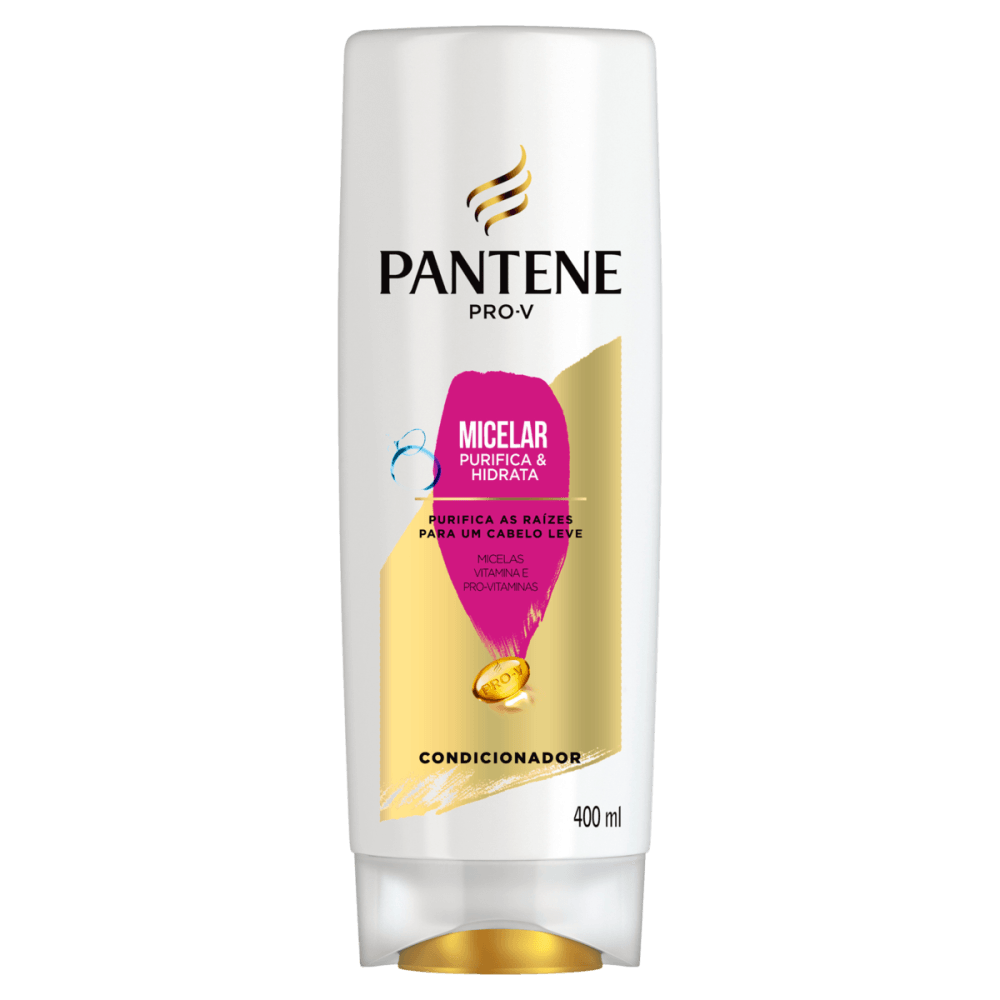 PANTENE
PRO-V
MICELAR
PURIFICA &
HIDRATA
PURIFICA AS RAÍZES
PARA UM CABELO LEVE
MICELAS
VITAMINA E
PRO-VITAMINAS
PRO-V
CONDICIONADOR
400 ml